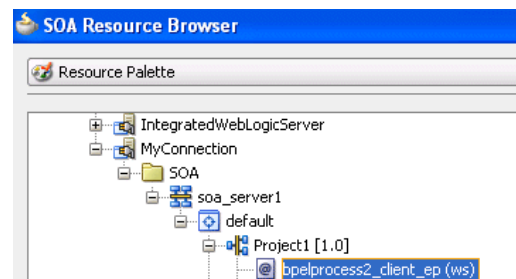 SOA Resource Browser
Resource Palette
IntegratedWebLogicServer
MyConnection
SOA
soa_server1
default
Project1 [1.0]
bpelprocess2_client_ep (ws)